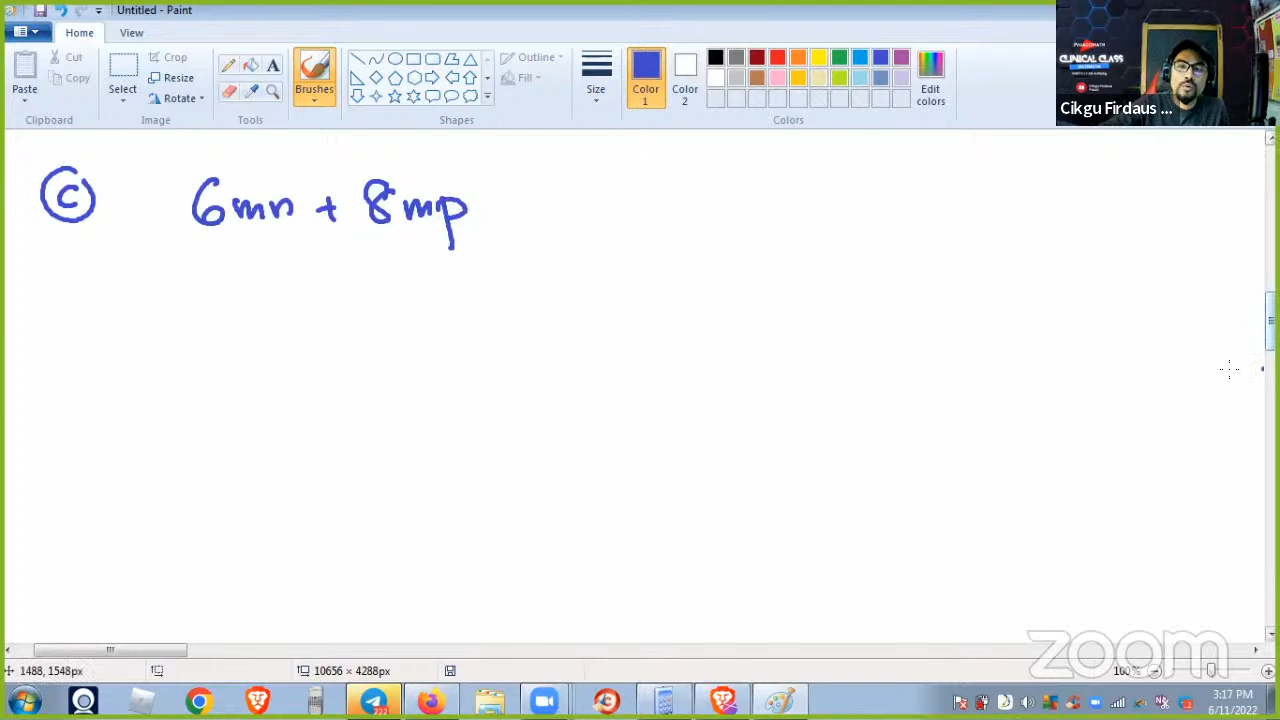 Untitled - Paint
Home View
Paste
Cut
Copy
Clipboard
Select
Crop
Resize
Rotate
Image
Tools
Brushes
Shapes
Outline
Fill
Size
Color 1
Color 2
Colors
Edit colors
CLINICAL CLASS
Cikgu Firdaus ...
C 6mn + 8mp
zoom
1488, 1548px
10656 × 4288px
100%
722
3:17 PM
6/11/2022